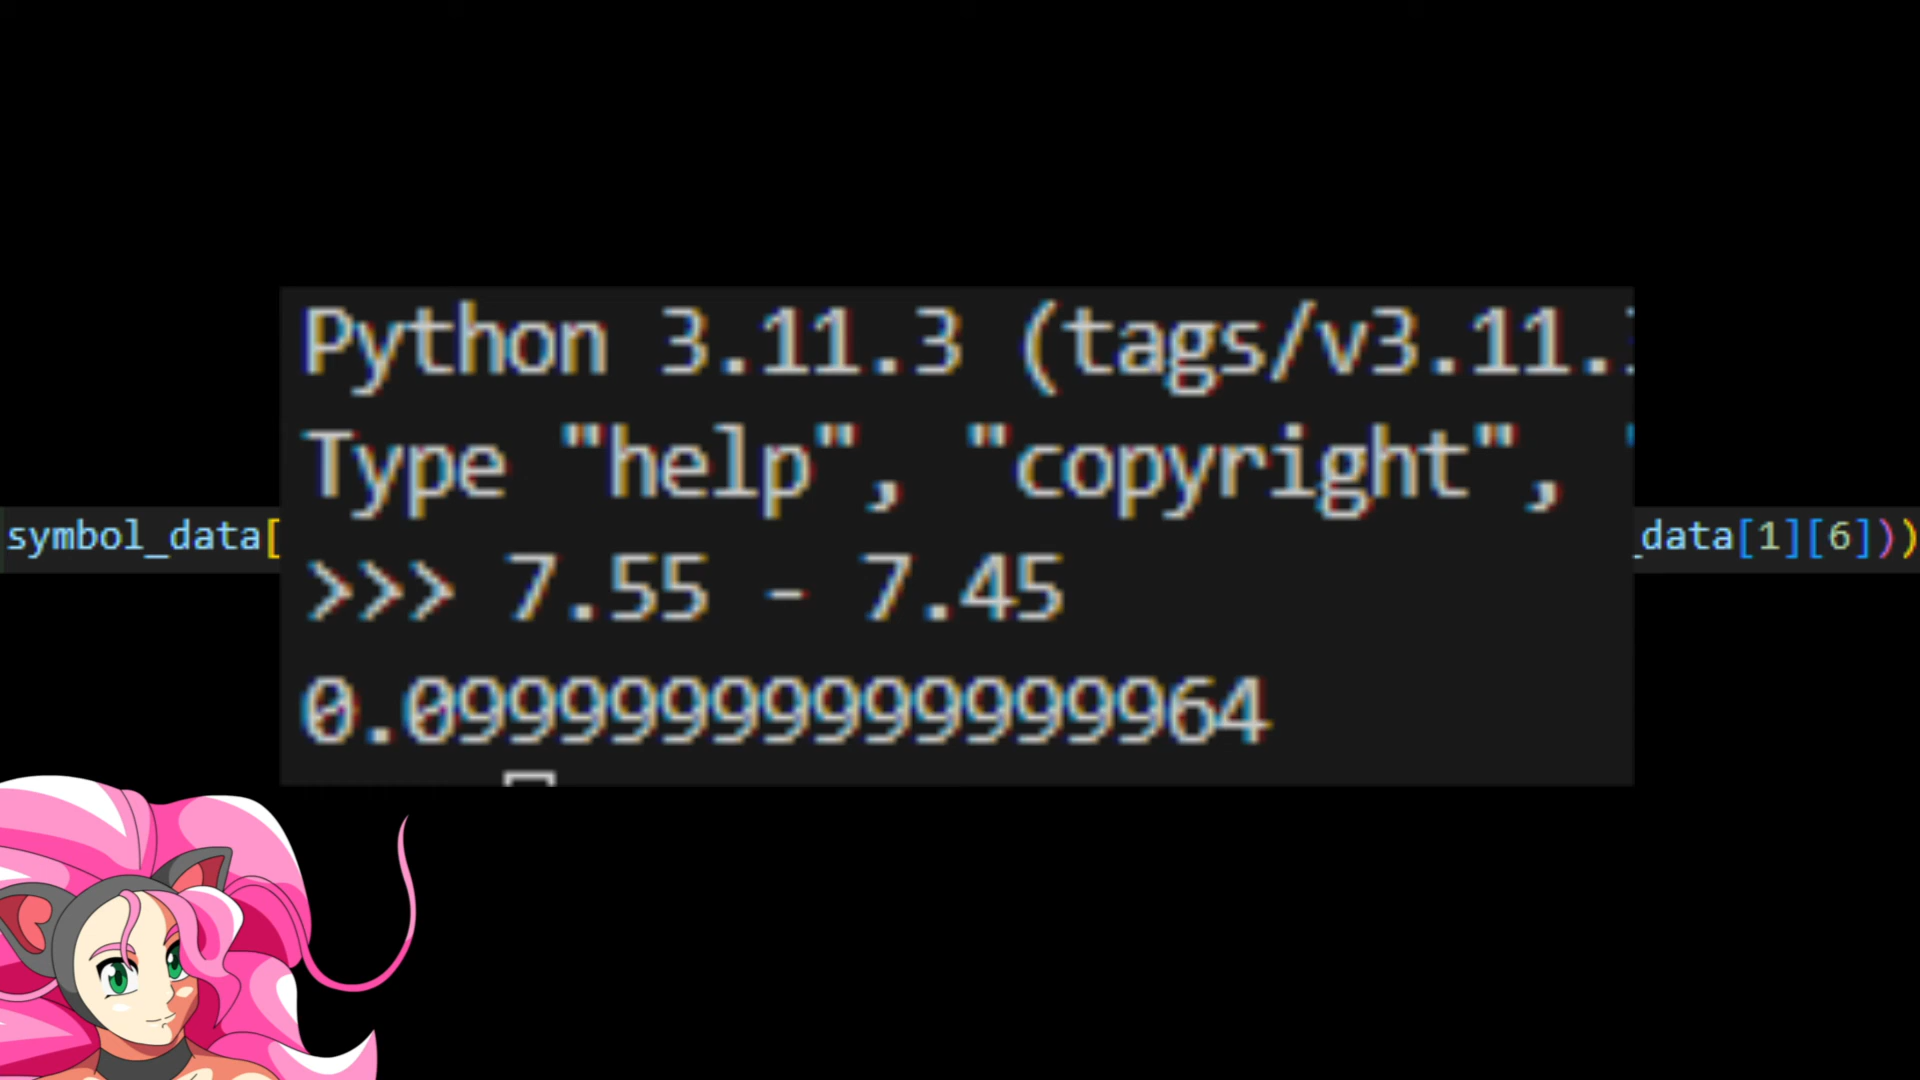 Python 3.11.3 (tags/v3.11.
Type "help", "copyright",
symbol_data[ _data[1][6]))
>>> 7.55 - 7.45
0.09999999999999964